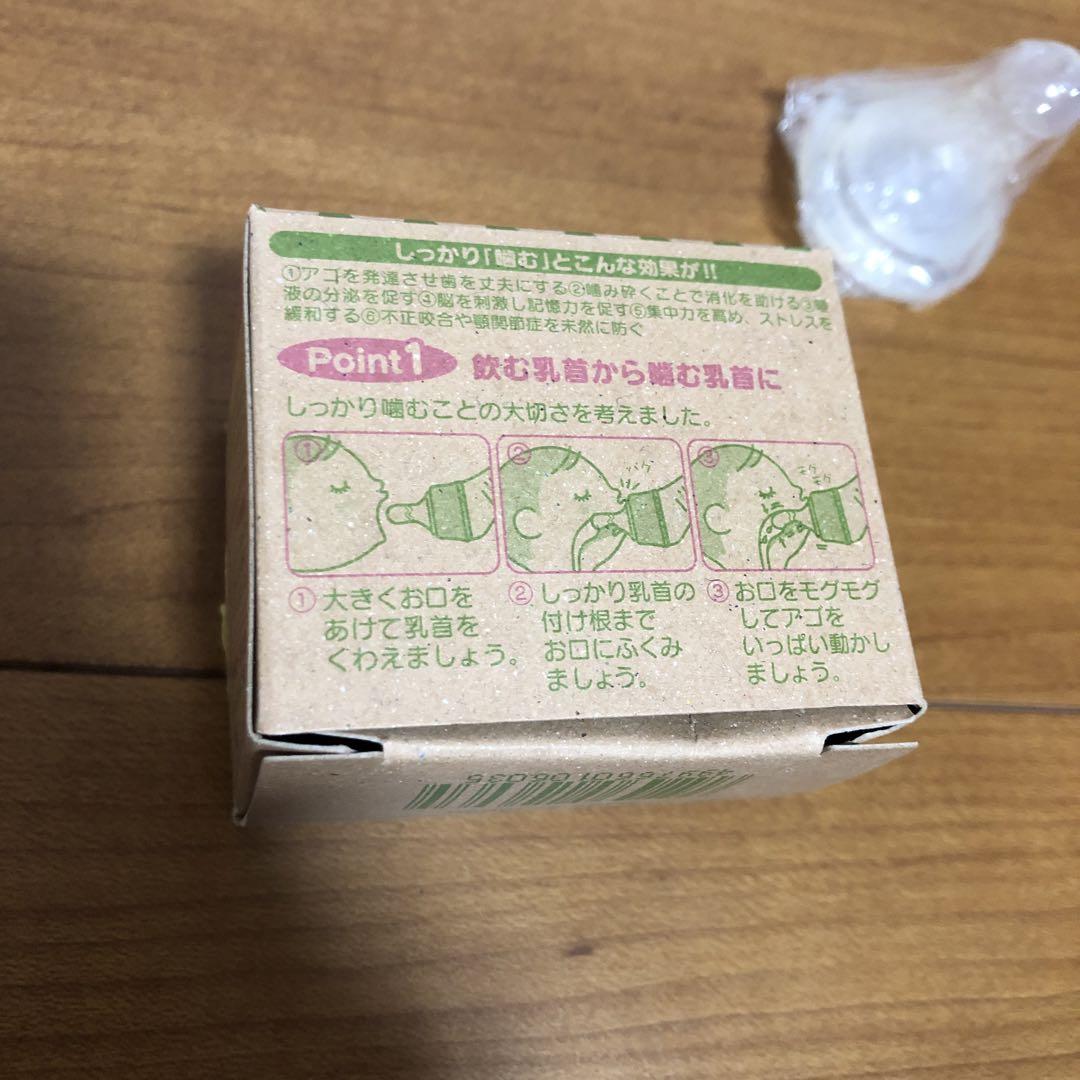 しっかり「噛む」とこんな効果が!!
①アゴを発達させ歯を丈夫にする②噛み砕くことで消化を助ける③唾
液の分泌を促す④脳を刺激し記憶力を促す⑤集中力を高め、ストレスを
緩和する⑥不正咬合や顎関節症を未然に防ぐ
Point1 飲む乳首から噛む乳首に
しっかり噛むことの大切さを考えました。
① ② ③
パク モグ
モグ
① 大きくお口を
あけて乳首を
くわえましょう。
② しっかり乳首の
付け根まで
お口にふくみ
ましょう。
③ お口をモグモグ
してアゴを
いっぱい動かし
ましょう。